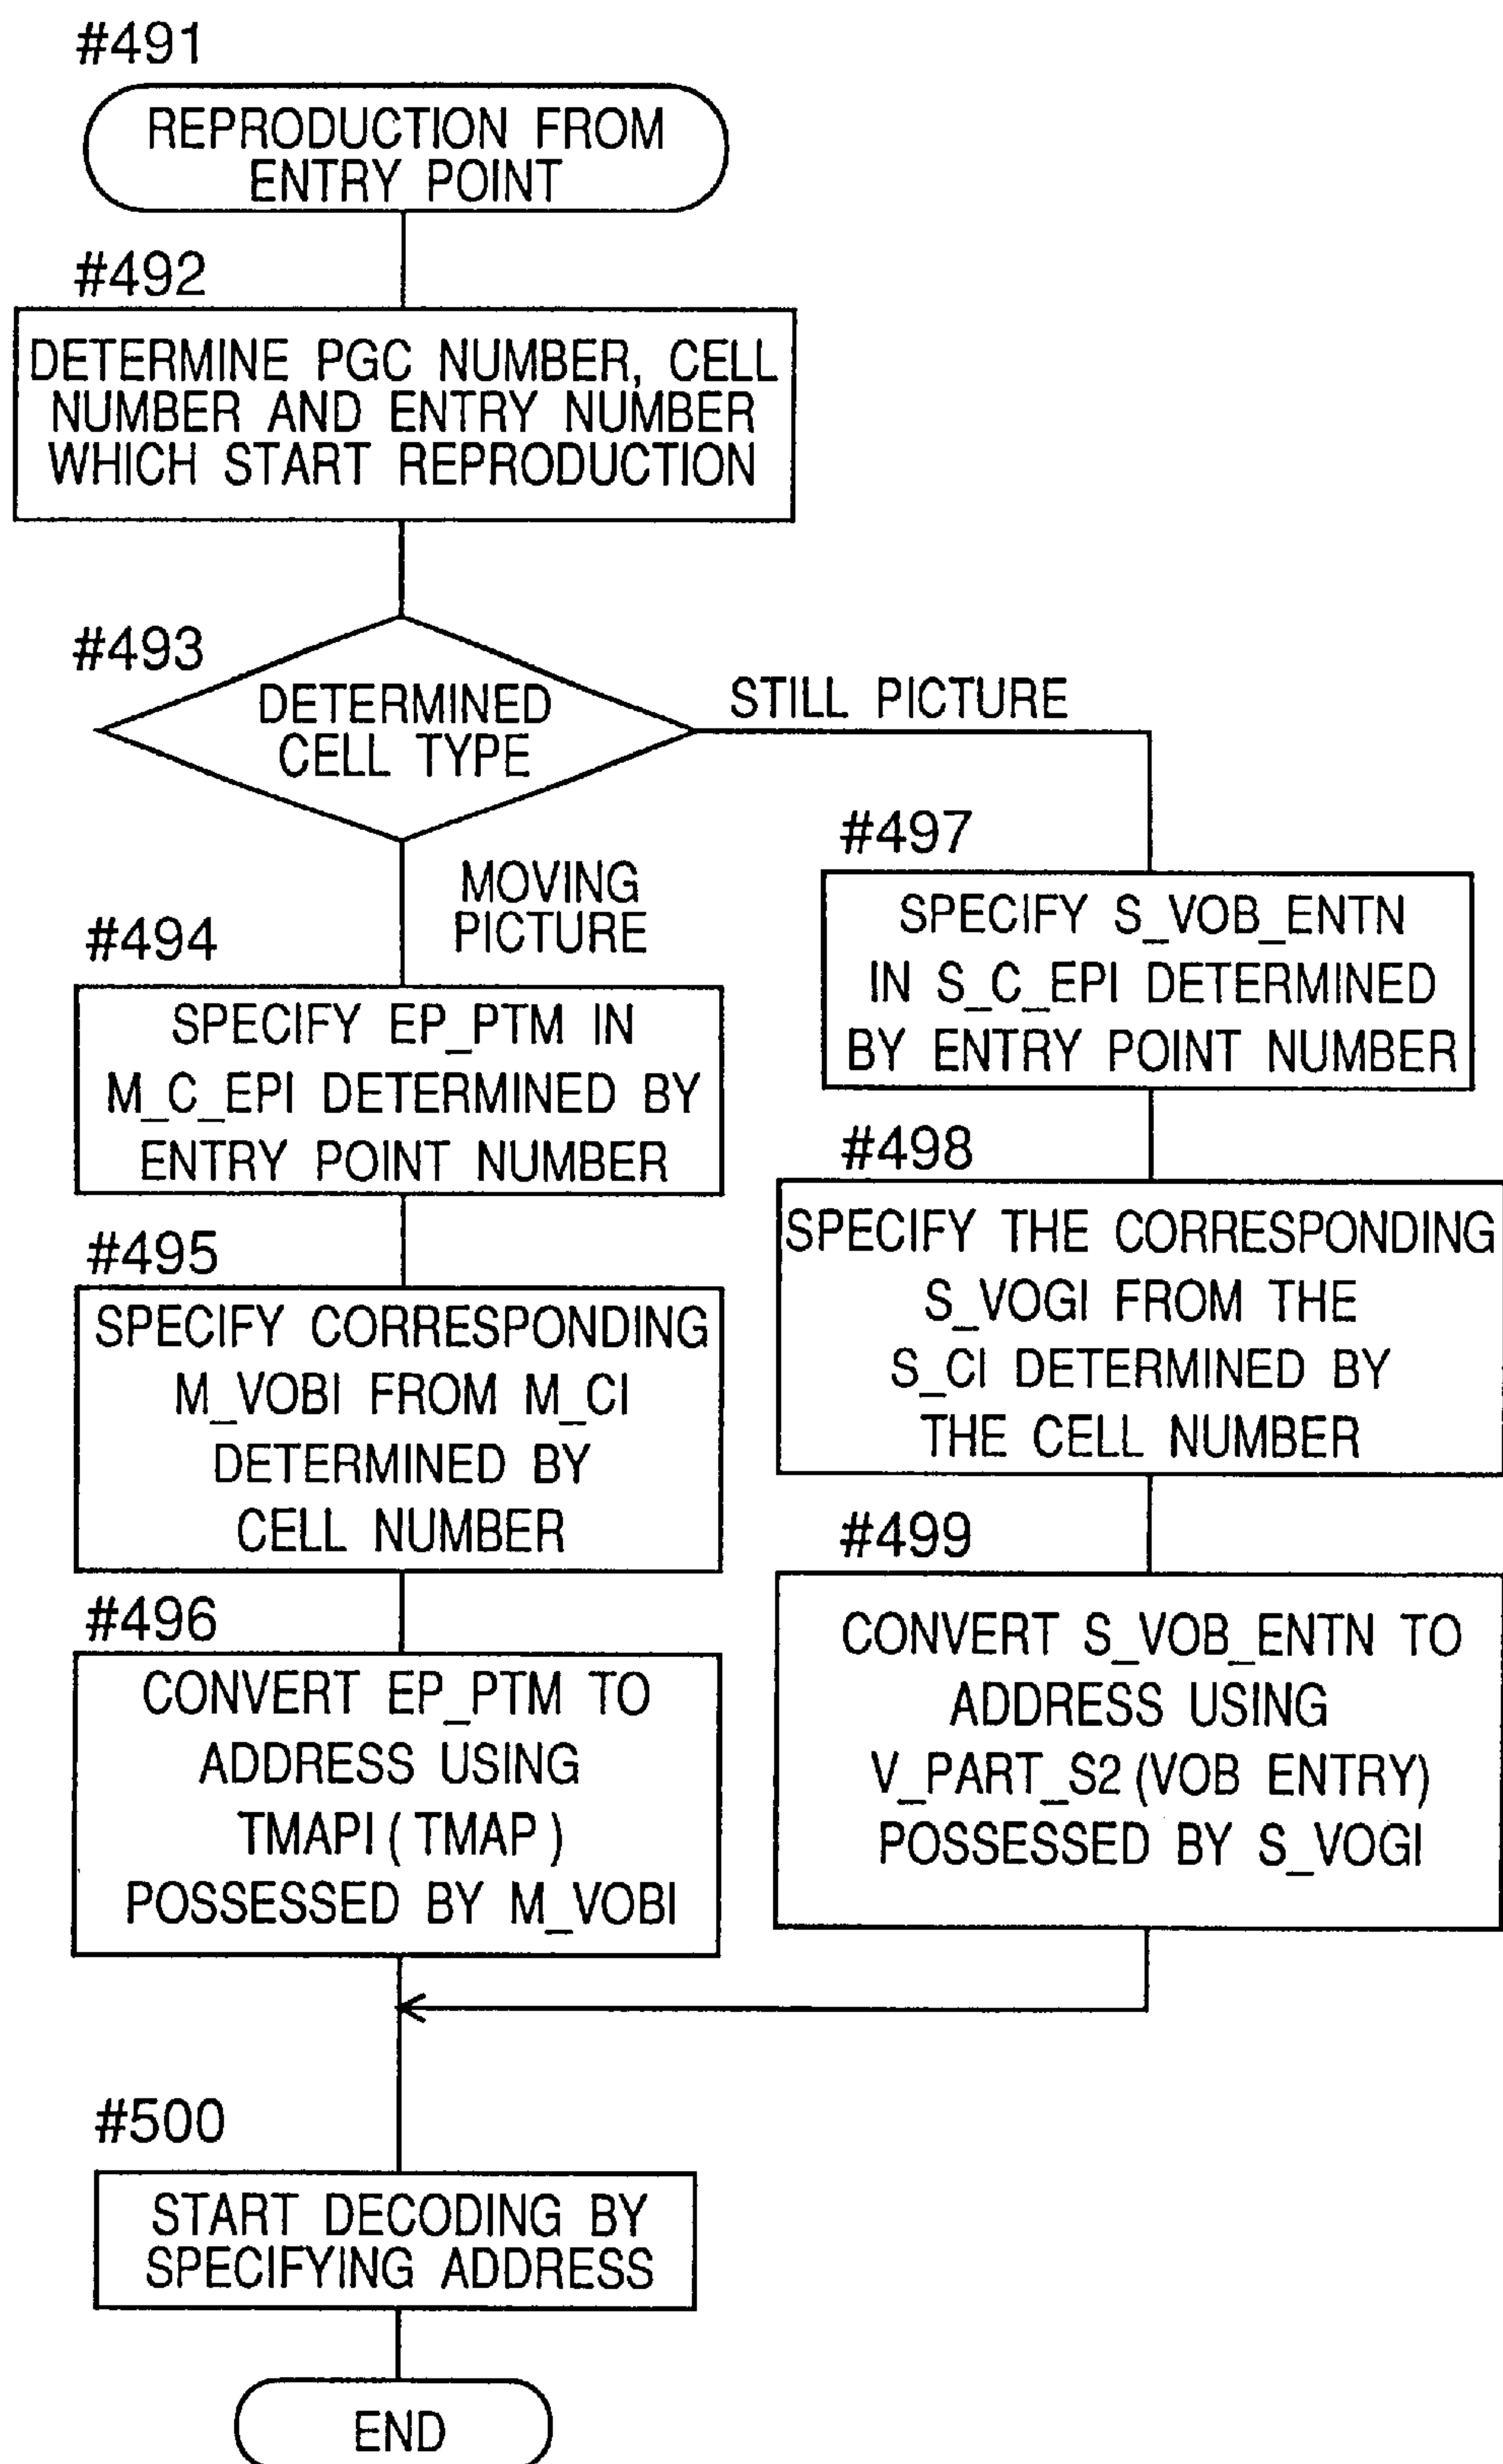 #491
REPRODUCTION FROM
ENTRY POINT
#492
DETERMINE PGC NUMBER, CELL
NUMBER AND ENTRY NUMBER
WHICH START REPRODUCTION
#493
DETERMINED
CELL TYPE
STILL PICTURE
MOVING
PICTURE
#494
SPECIFY EP_PTM IN
M_C_EPI DETERMINED BY
ENTRY POINT NUMBER
#495
SPECIFY CORRESPONDING
M_VOBI FROM M_CI
DETERMINED BY
CELL NUMBER
#496
CONVERT EP_PTM TO
ADDRESS USING
TMAPI ( TMAP )
POSSESSED BY M_VOBI
#497
SPECIFY S_VOB_ENTN
IN S_C_EPI DETERMINED
BY ENTRY POINT NUMBER
#498
SPECIFY THE CORRESPONDING
S_VOGI FROM THE
S_CI DETERMINED BY
THE CELL NUMBER
#499
CONVERT S_VOB_ENTN TO
ADDRESS USING
V_PART_S2 (VOB ENTRY)
POSSESSED BY S_VOGI
#500
START DECODING BY
SPECIFYING ADDRESS
END